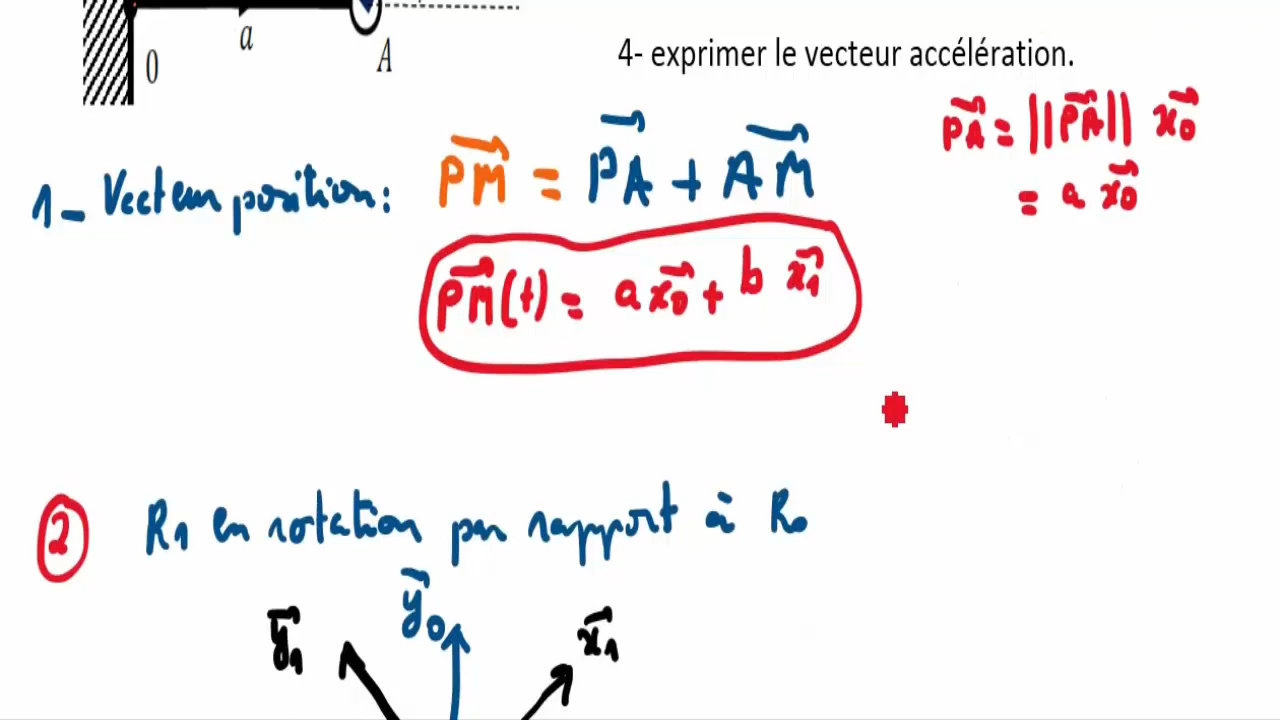 a
O
A
4- exprimer le vecteur accélération.
PA⃗ = ||PA⃗|| x0⃗
= a x0⃗
1- Vecteur position: PM⃗ = PA⃗ + AM⃗
PM⃗(t) = a x0⃗ + b x1⃗
2 R1 en rotation par rapport à R0
y1⃗ y0⃗ x1⃗